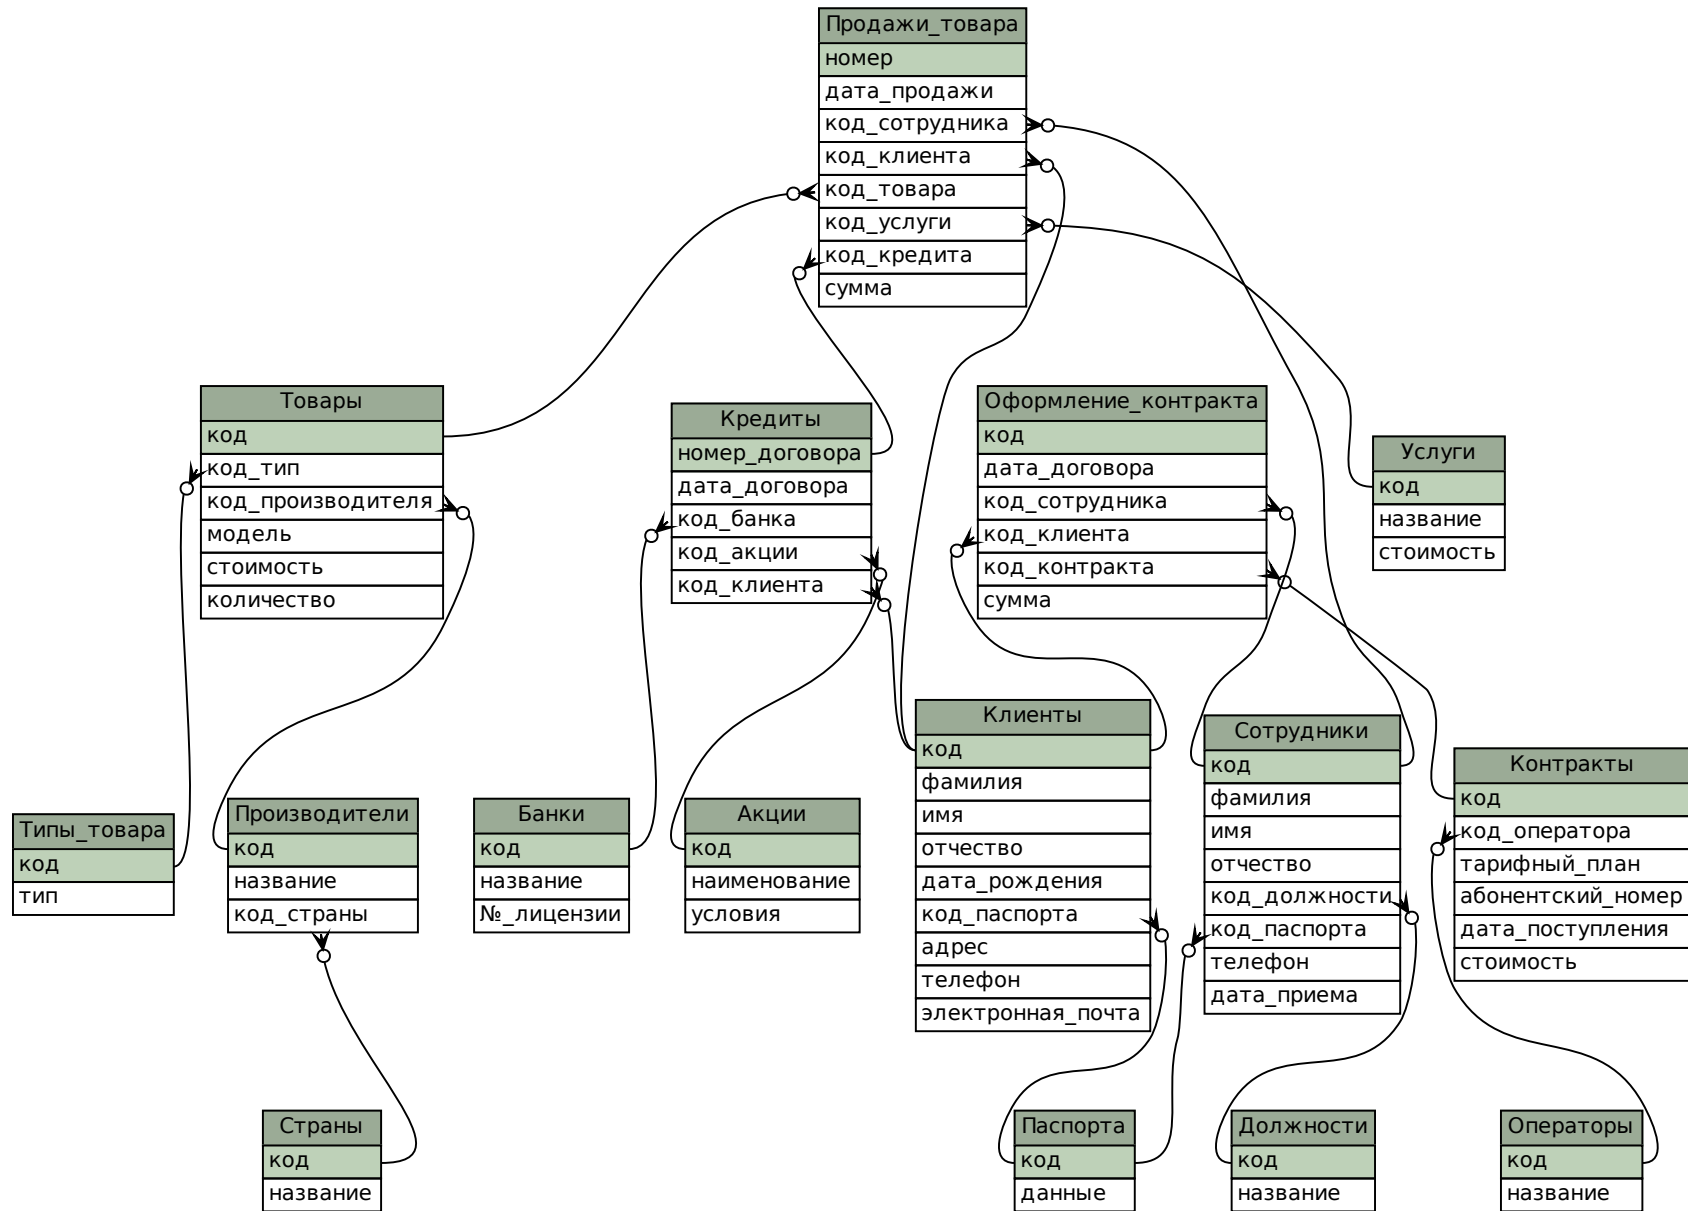 Продажи_товара
номер
дата_продажи
код_сотрудника
код_клиента
код_товара
код_услуги
код_кредита
сумма
Товары
код
код_тип
код_производителя
модель
стоимость
количество
Кредиты
номер_договора
дата_договора
код_банка
код_акции
код_клиента
Оформление_контракта
код
дата_договора
код_сотрудника
код_клиента
код_контракта
сумма
Услуги
код
название
стоимость
Типы_товара
код
тип
Производители
код
название
код_страны
Банки
код
название
№_лицензии
Акции
код
наименование
условия
Клиенты
код
фамилия
имя
отчество
дата_рождения
код_паспорта
адрес
телефон
электронная_почта
Сотрудники
код
фамилия
имя
отчество
код_должности
код_паспорта
телефон
дата_приема
Контракты
код
код_оператора
тарифный_план
абонентский_номер
дата_поступления
стоимость
Страны
код
название
Паспорта
код
данные
Должности
код
название
Операторы
код
название